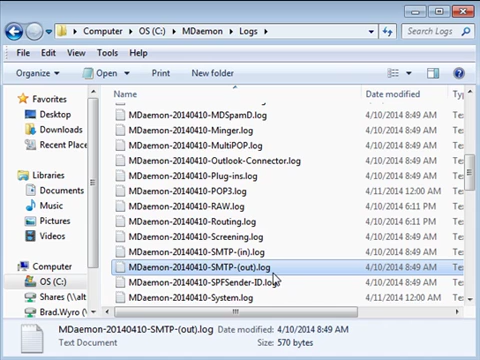 Computer ▸ OS (C:) ▸ MDaemon ▸ Logs ▸
Search Logs
File Edit View Tools Help
Organize Open Print New folder
Name Date modified
MDaemon-20140410-MDSpamD.log 4/10/2014 8:49 AM
MDaemon-20140410-Minger.log 4/10/2014 8:49 AM
MDaemon-20140410-MultiPOP.log 4/10/2014 8:49 AM
MDaemon-20140410-Outlook-Connector.log 4/10/2014 8:49 AM
MDaemon-20140410-Plug-ins.log 4/10/2014 8:49 AM
MDaemon-20140410-POP3.log 4/11/2014 12:00 AM
MDaemon-20140410-RAW.log 4/10/2014 6:11 PM
MDaemon-20140410-Routing.log 4/10/2014 6:11 PM
MDaemon-20140410-Screening.log 4/10/2014 8:49 AM
MDaemon-20140410-SMTP-(in).log 4/10/2014 8:49 AM
MDaemon-20140410-SMTP-(out).log 4/10/2014 8:49 AM
MDaemon-20140410-SPFSender-ID.log 4/10/2014 8:49 AM
MDaemon-20140410-System.log 4/11/2014 12:00 AM
Favorites
Desktop
Downloads
Recent Place
Libraries
Documents
Music
Pictures
Videos
Computer
OS (C:)
Shares (\\alt
Brad.Wyro (\
MDaemon-20140410-SMTP-(out).log Date modified: 4/10/2014 8:49 AM
Text Document Size: 570 bytes